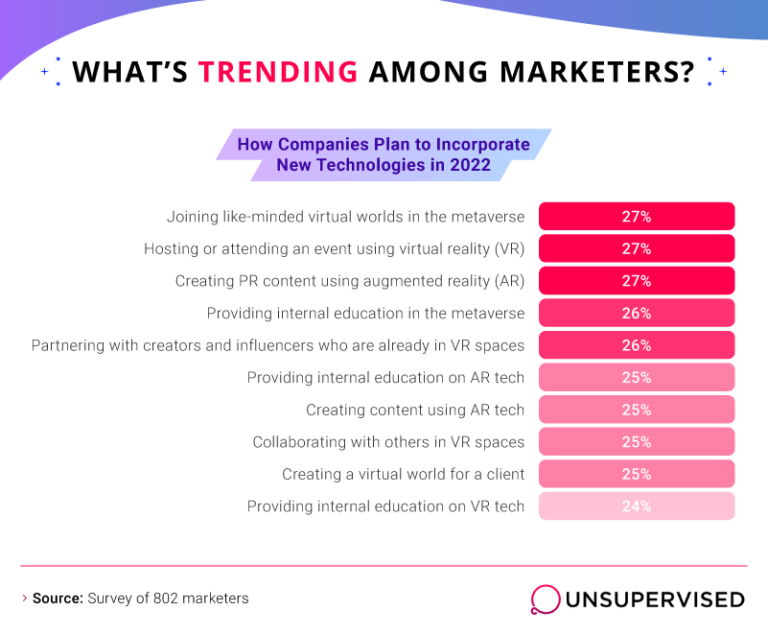 WHAT'S TRENDING AMONG MARKETERS?
How Companies Plan to Incorporate
New Technologies in 2022
Joining like-minded virtual worlds in the metaverse 27%
Hosting or attending an event using virtual reality (VR) 27%
Creating PR content using augmented reality (AR) 27%
Providing internal education in the metaverse 26%
Partnering with creators and influencers who are already in VR spaces 26%
Providing internal education on AR tech 25%
Creating content using AR tech 25%
Collaborating with others in VR spaces 25%
Creating a virtual world for a client 25%
Providing internal education on VR tech 24%
› Source: Survey of 802 marketers
UNSUPERVISED